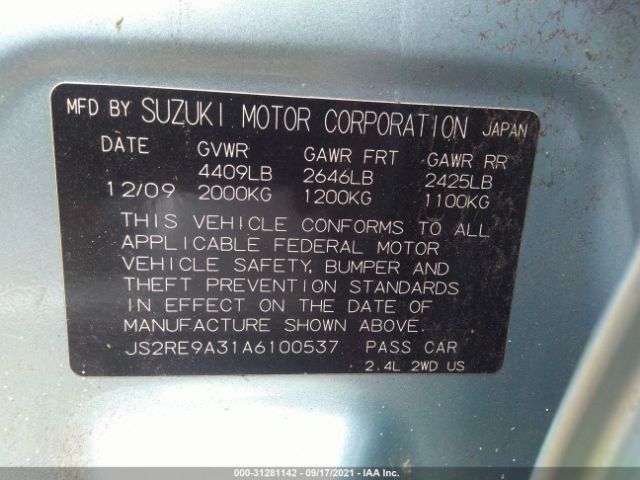 MFD BY SUZUKI MOTOR CORPORATION JAPAN
DATE GVWR GAWR FRT GAWR RR
4409LB 2646LB 2425LB
12/09 2000KG 1200KG 1100KG
THIS VEHICLE CONFORMS TO ALL
APPLICABLE FEDERAL MOTOR
VEHICLE SAFETY, BUMPER AND
THEFT PREVENTION STANDARDS
IN EFFECT ON THE DATE OF
MANUFACTURE SHOWN ABOVE.
JS2RE9A31A6100537 PASS CAR
2.4L 2WD US
000-31281142 - 09/17/2021 - IAA, Inc.